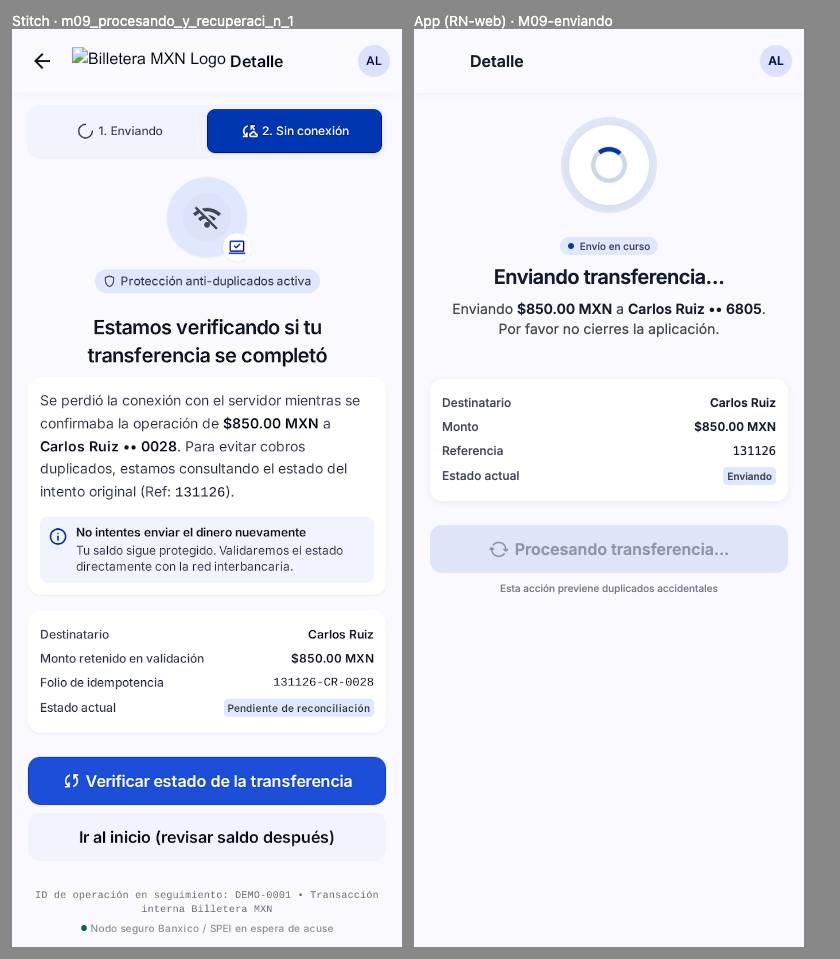 Stitch · m09_procesando_y_recuperaci_n_1
Billetera MXN Logo Detalle
AL
1. Enviando
2. Sin conexión
Protección anti-duplicados activa
Estamos verificando si tu
transferencia se completó
Se perdió la conexión con el servidor mientras se
confirmaba la operación de $850.00 MXN a
Carlos Ruiz •• 0028. Para evitar cobros
duplicados, estamos consultando el estado del
intento original (Ref: 131126).
No intentes enviar el dinero nuevamente
Tu saldo sigue protegido. Validaremos el estado
directamente con la red interbancaria.
Destinatario Carlos Ruiz
Monto retenido en validación $850.00 MXN
Folio de idempotencia 131126-CR-0028
Estado actual Pendiente de reconciliación
Verificar estado de la transferencia
Ir al inicio (revisar saldo después)
ID de operación en seguimiento: DEMO-0001 • Transacción
interna Billetera MXN
Nodo seguro Banxico / SPEI en espera de acuse
App (RN-web) · M09-enviando
Detalle
AL
Envío en curso
Enviando transferencia...
Enviando $850.00 MXN a Carlos Ruiz •• 6805.
Por favor no cierres la aplicación.
Destinatario Carlos Ruiz
Monto $850.00 MXN
Referencia 131126
Estado actual Enviando
Procesando transferencia...
Esta acción previene duplicados accidentales